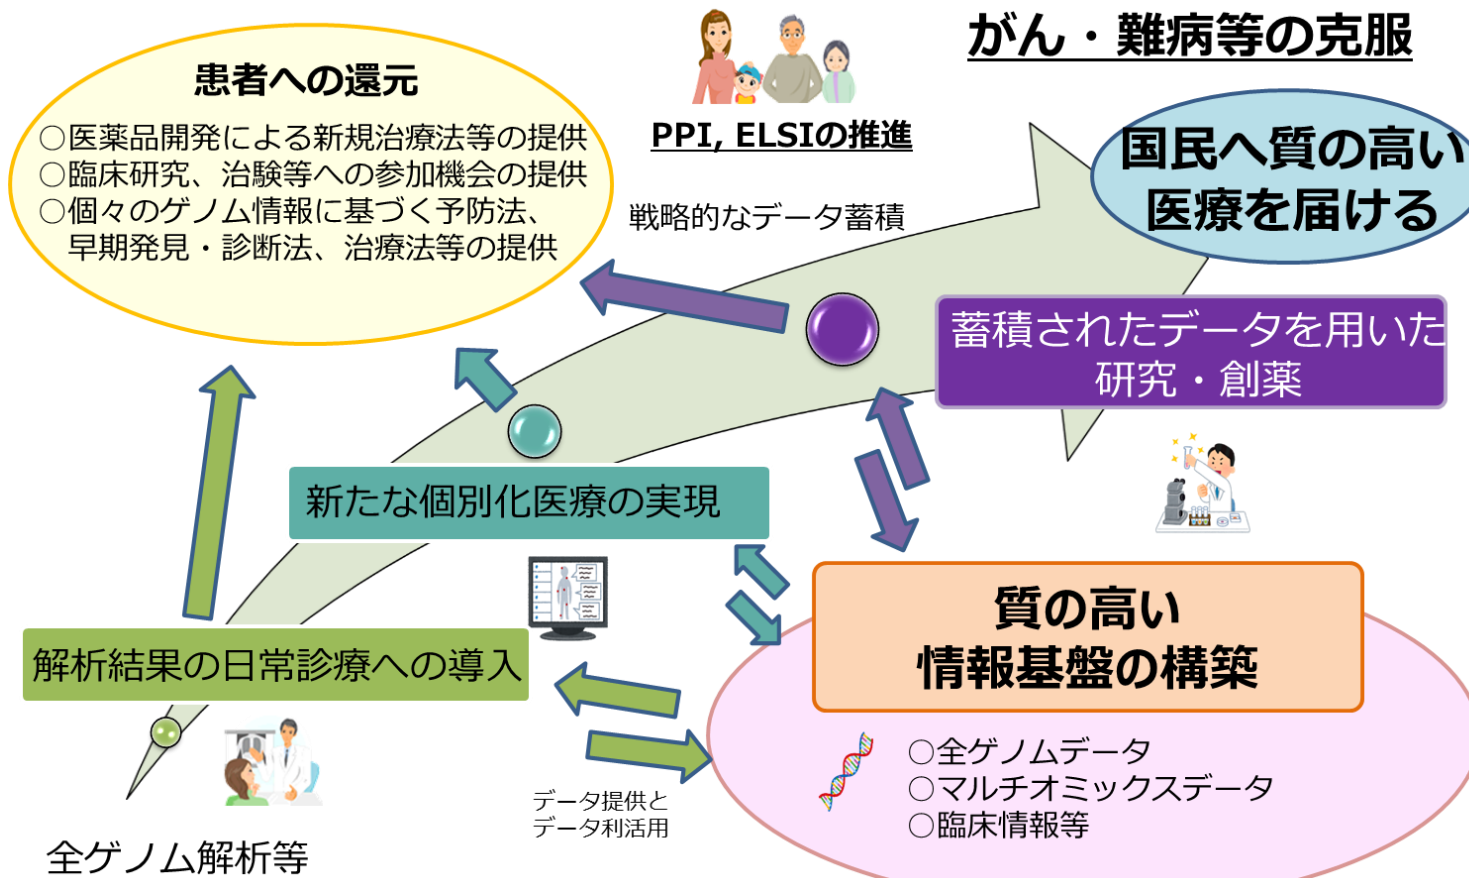 がん・難病等の克服
患者への還元
○医薬品開発による新規治療法等の提供
○臨床研究、治験等への参加機会の提供
○個々のゲノム情報に基づく予防法、
早期発見・診断法、治療法等の提供
PPI, ELSIの推進
国民へ質の高い
医療を届ける
戦略的なデータ蓄積
蓄積されたデータを用いた
研究・創薬
新たな個別化医療の実現
質の高い
情報基盤の構築
解析結果の日常診療への導入
○全ゲノムデータ
○マルチオミックスデータ
○臨床情報等
データ提供と
データ利活用
全ゲノム解析等